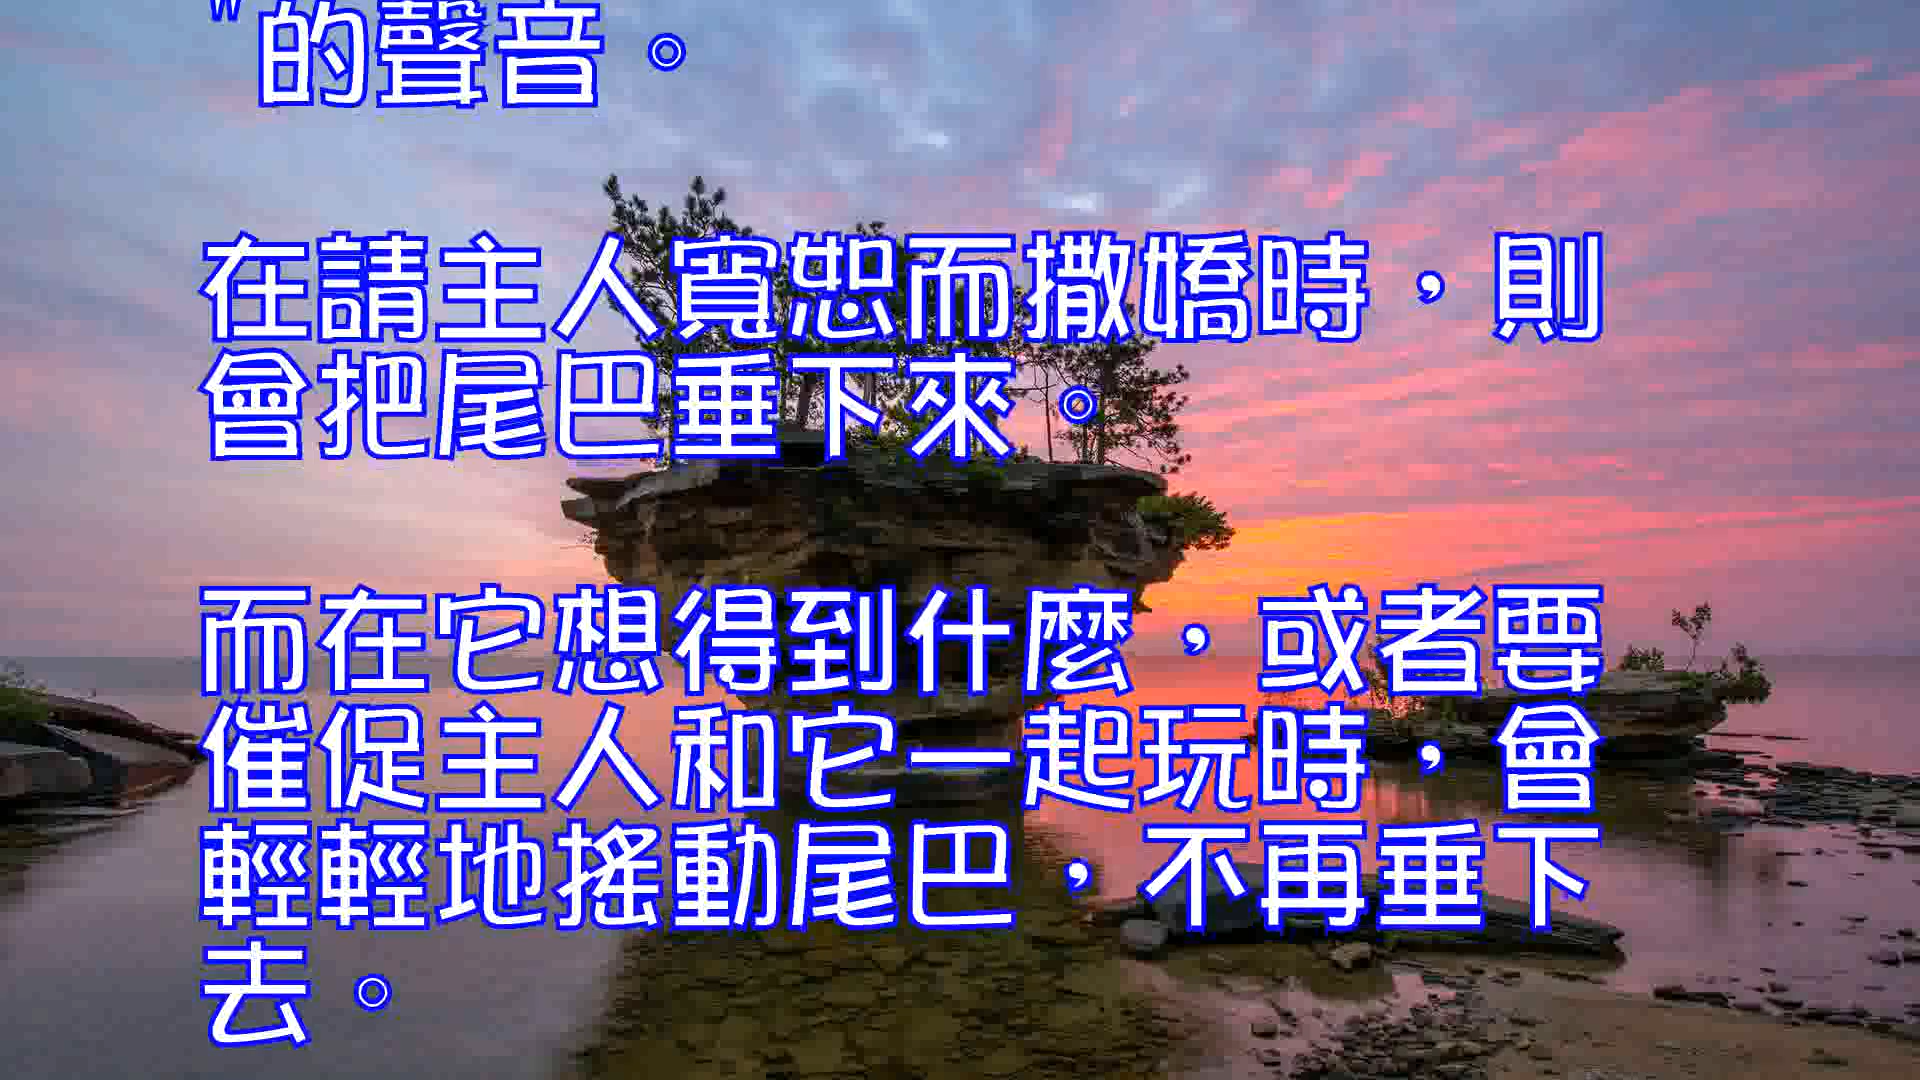 "的聲音。
在請主人寬恕而撒嬌時，則
會把尾巴垂下來。
而在它想得到什麼，或者要
催促主人和它一起玩時，會
輕輕地搖動尾巴，不再垂下
去。